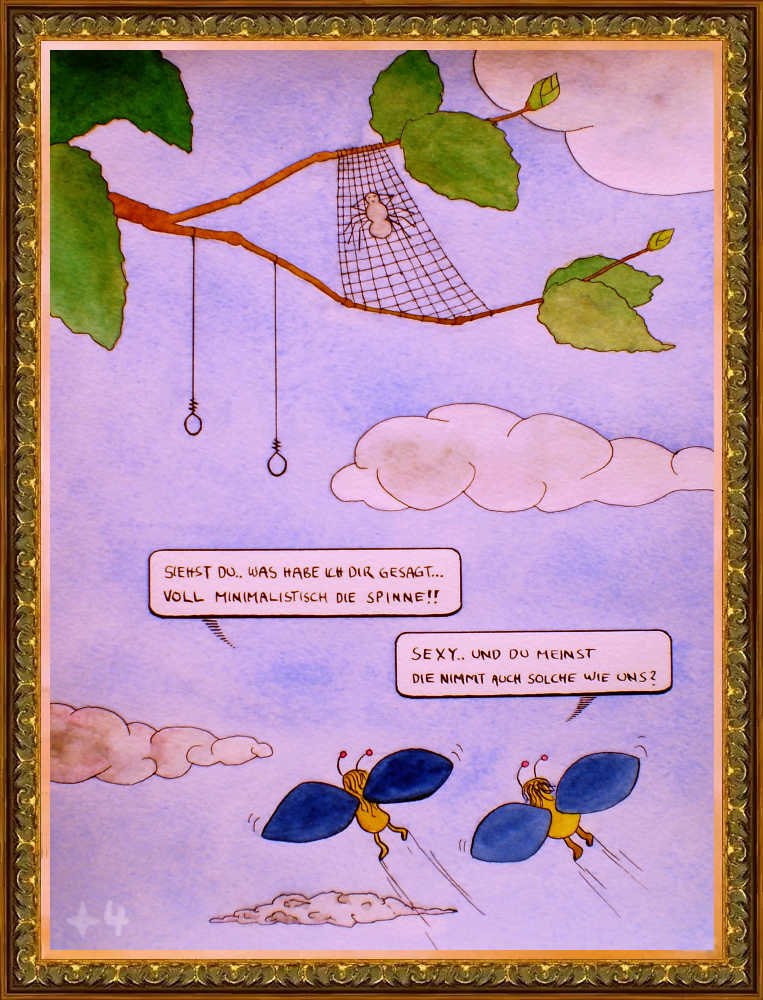 SIEHST DU.. WAS HABE ICH DIR GESAGT...
VOLL MINIMALISTISCH DIE SPINNE!!
SEXY.. UND DU MEINST
DIE NIMMT AUCH SOLCHE WIE UNS?
4